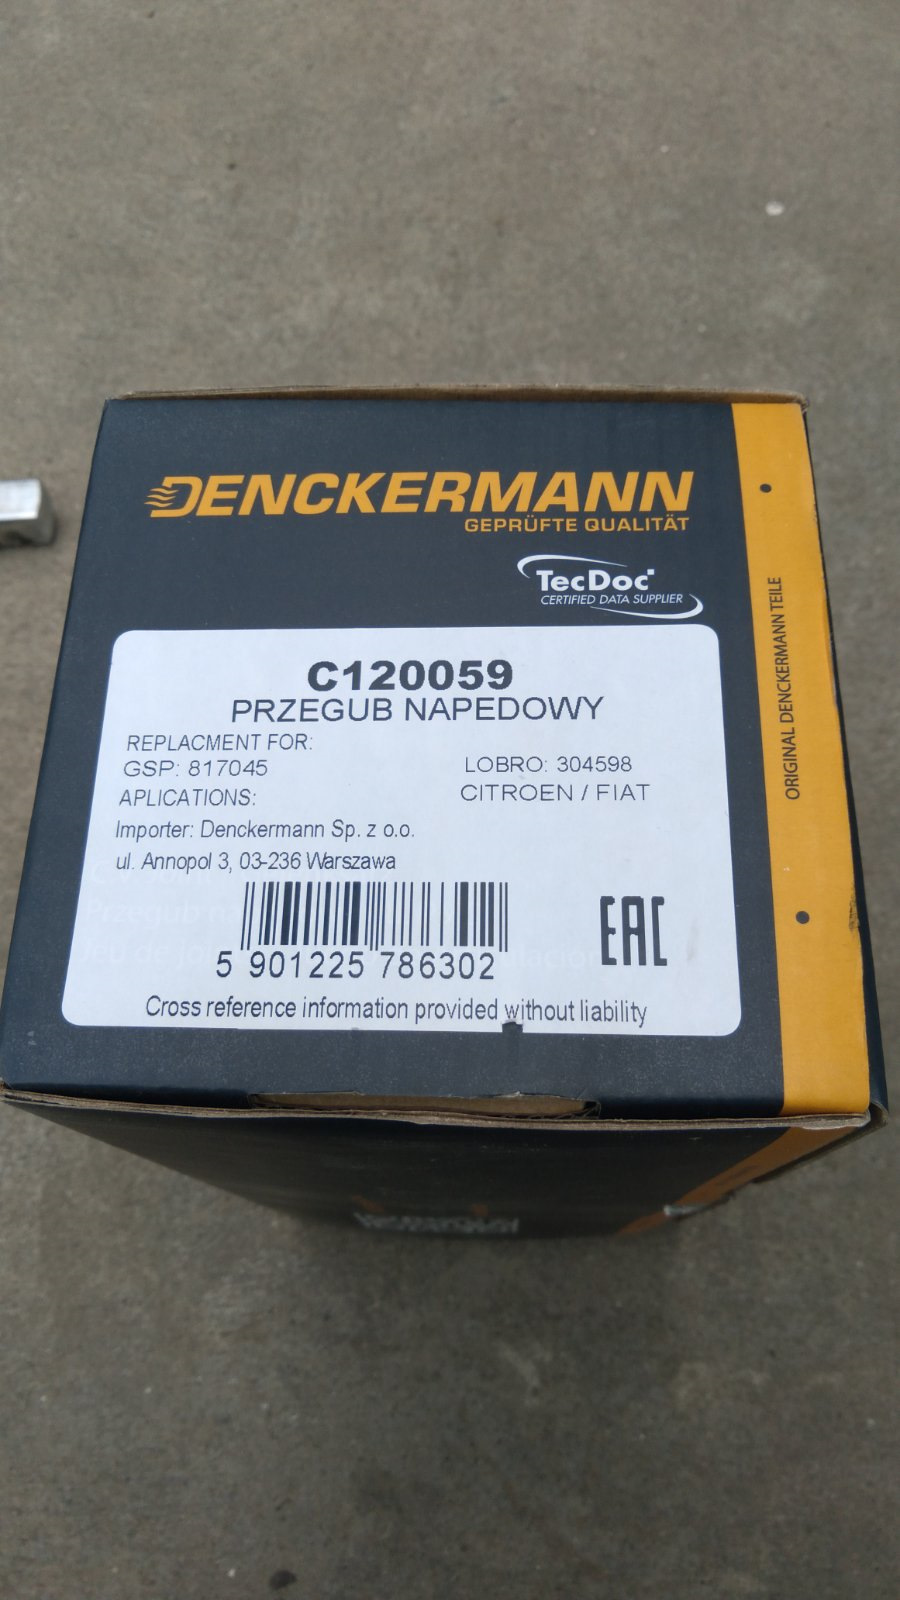 DENCKERMANN
GEPRÜFTE QUALITÄT
TecDoc
CERTIFIED DATA SUPPLIER
C120059
PRZEGUB NAPEDOWY
REPLACMENT FOR:
GSP: 817045 LOBRO: 304598
APLICATIONS: CITROEN / FIAT
Importer: Denckermann Sp. z o.o.
ul. Annopol 3, 03-236 Warszawa
EAC
5 901225 786302
Cross reference information provided without liability
ORIGINAL DENCKERMANN TEILE